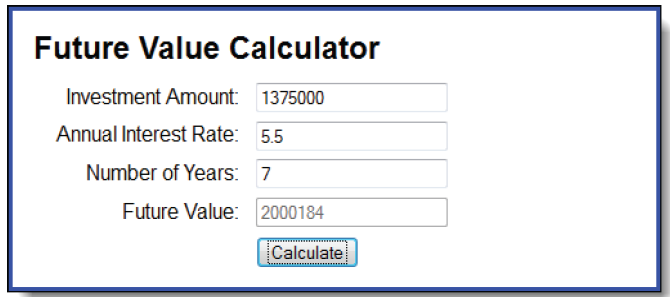 Future Value Calculator
Investment Amount: 1375000
Annual Interest Rate: 5.5
Number of Years: 7
Future Value: 2000184
Calculate